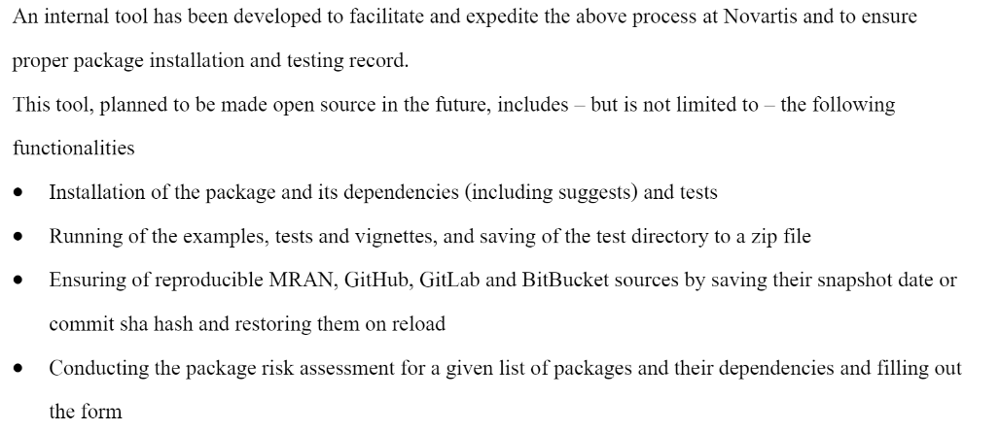 An internal tool has been developed to facilitate and expedite the above process at Novartis and to ensure
proper package installation and testing record.
This tool, planned to be made open source in the future, includes – but is not limited to – the following
functionalities
● Installation of the package and its dependencies (including suggests) and tests
● Running of the examples, tests and vignettes, and saving of the test directory to a zip file
● Ensuring of reproducible MRAN, GitHub, GitLab and BitBucket sources by saving their snapshot date or
commit sha hash and restoring them on reload
● Conducting the package risk assessment for a given list of packages and their dependencies and filling out
the form